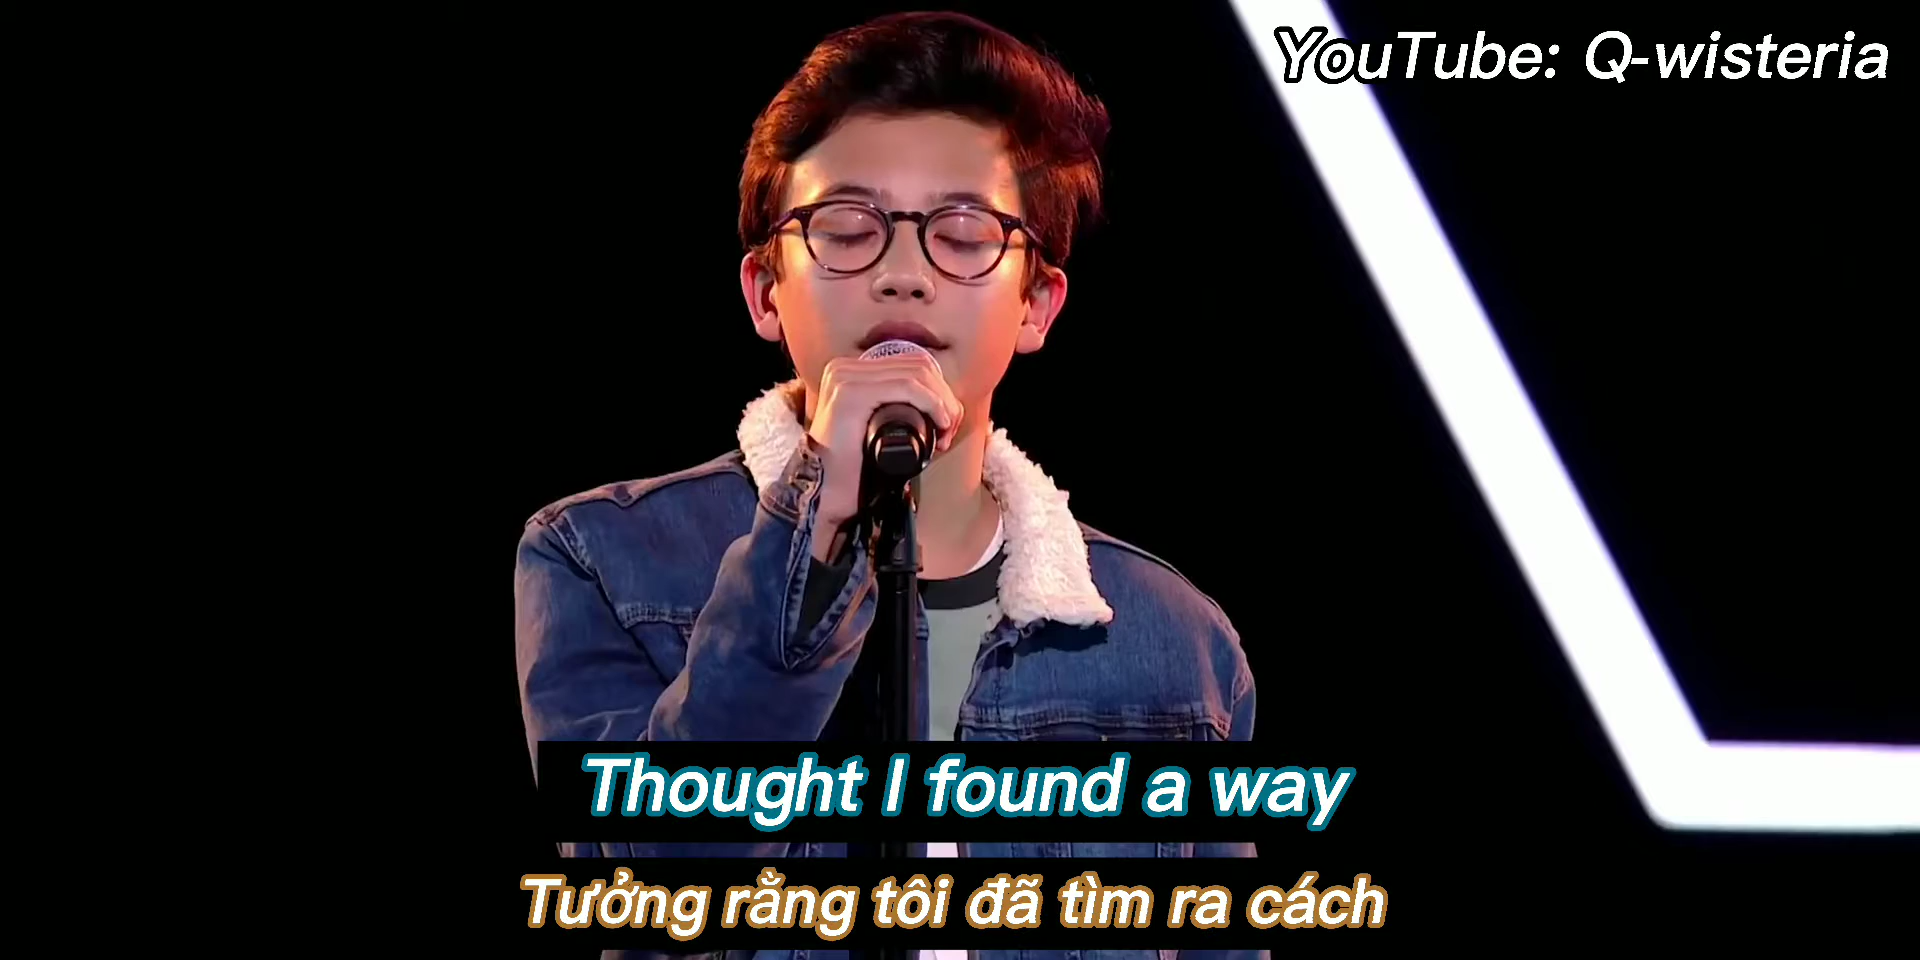 YouTube: Q-wisteria
Thought I found a way
Tưởng rằng tôi đã tìm ra cách